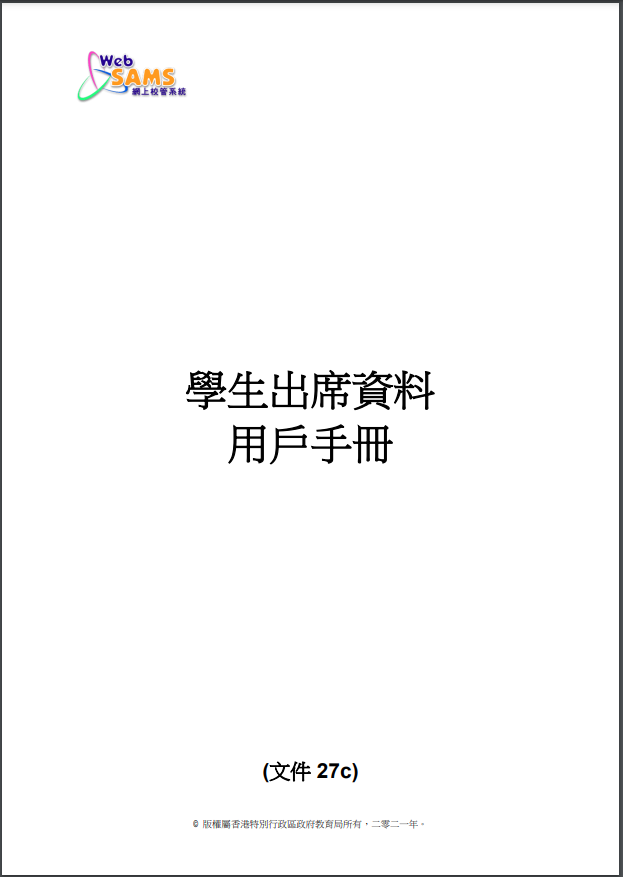 Web
SAMS
網上校管系統
學生出席資料
用戶手冊
(文件 27c)
© 版權屬香港特別行政區政府教育局所有，二零二一年。